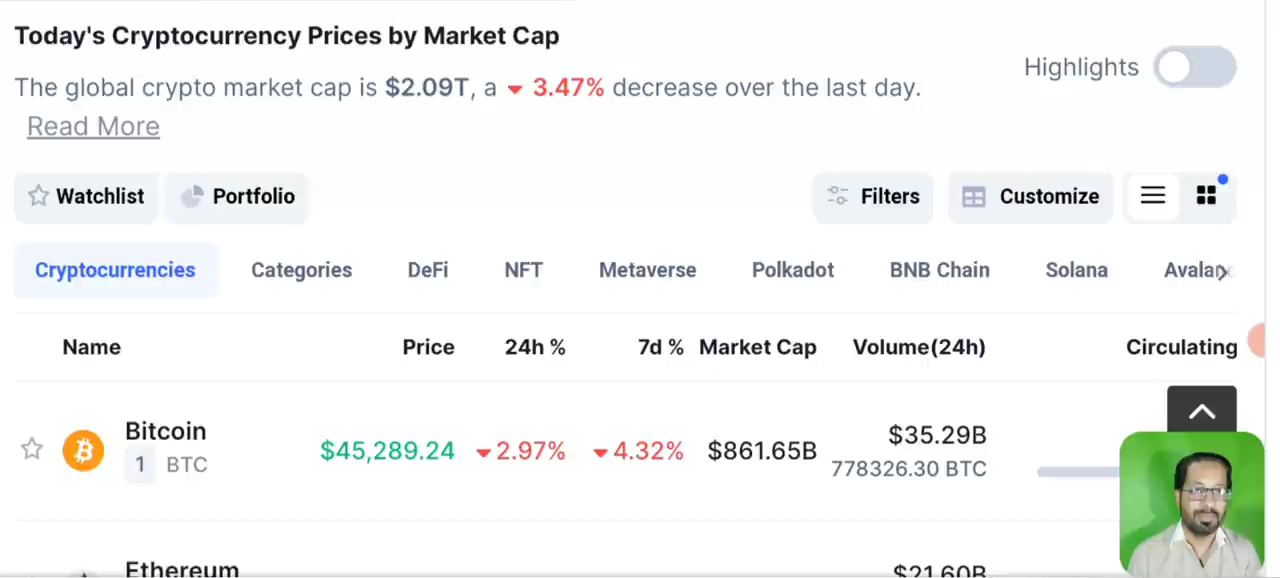 Today's Cryptocurrency Prices by Market Cap
The global crypto market cap is $2.09T, a 3.47% decrease over the last day.
Read More
Highlights
Watchlist Portfolio Filters Customize
Cryptocurrencies Categories DeFi NFT Metaverse Polkadot BNB Chain Solana
Name Price 24h % 7d % Market Cap Volume(24h) Circulating
Bitcoin $45,289.24 2.97% 4.32% $861.65B $35.29B
1 BTC 778326.30 BTC
Ethereum $21.60B